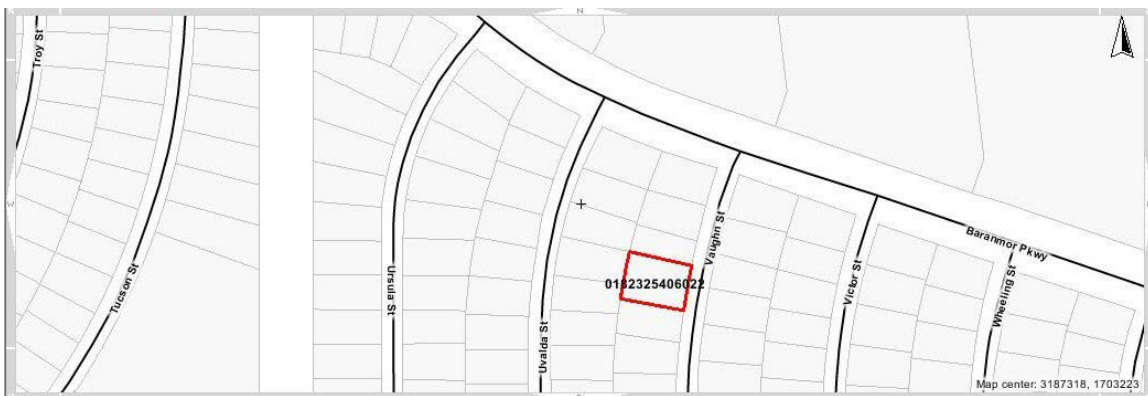 N
Troy St
Baranmor Pkwy
Vaughn St
Tucson St
Ursula St
0182325406022
Victor St
Wheeling St
Uvalda St
Map center: 3187318, 1703223